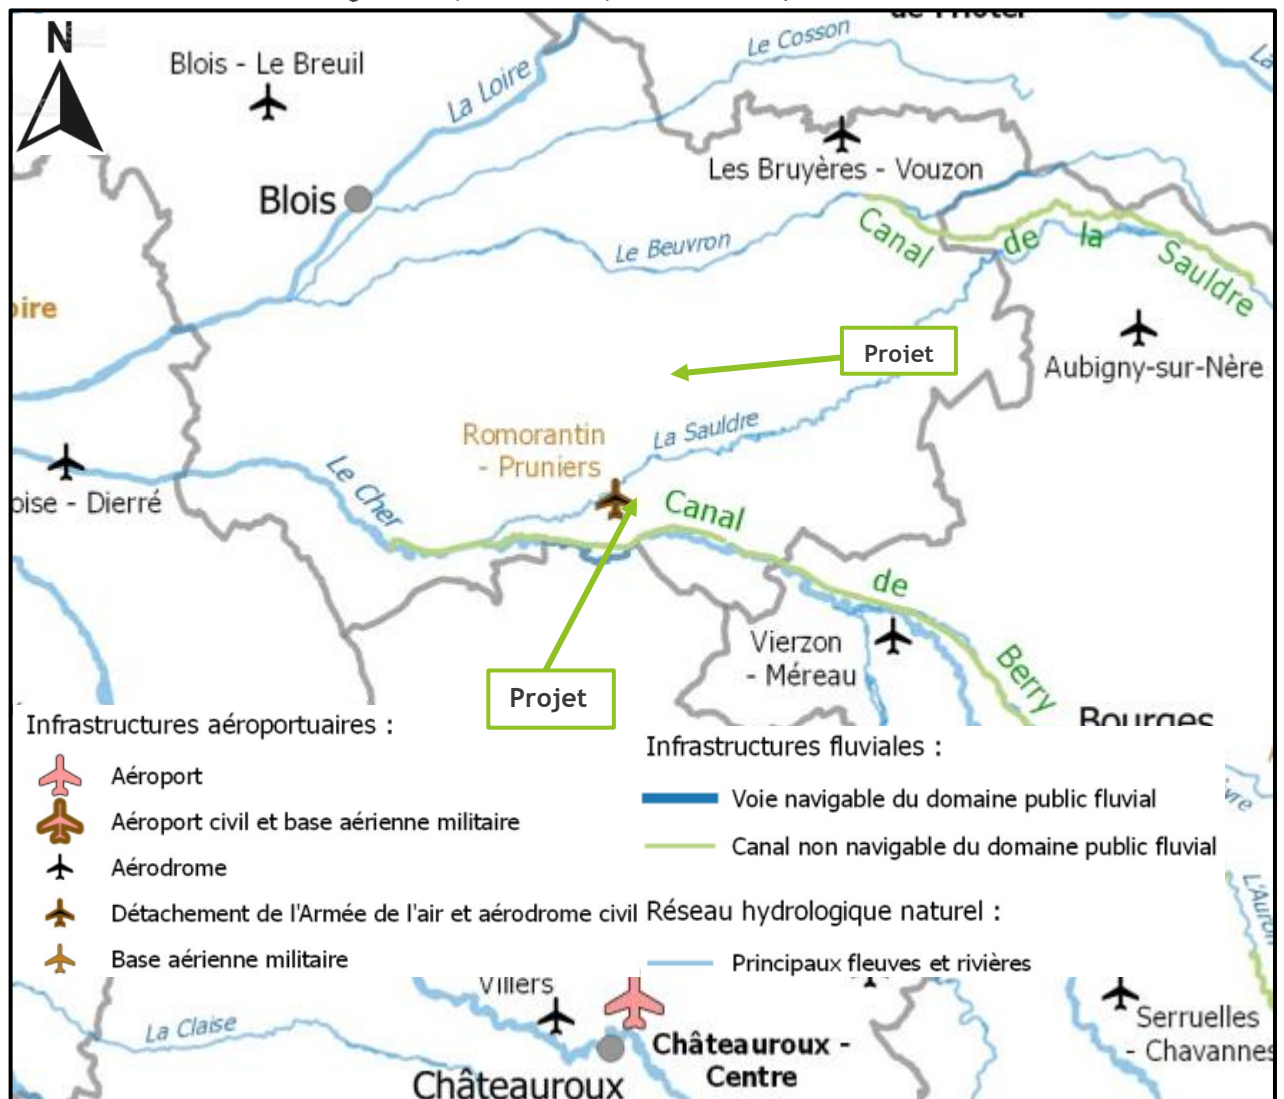 N
Blois - Le Breuil
La Loire
Le Cosson
Les Bruyères - Vouzon
Blois
Le Beuvron
Canal
de
la
Sauldre
oire
Projet
Aubigny-sur-Nère
La Sauldre
Romorantin
- Pruniers
Le Cher
oise - Dierré
Canal
de
Berry
Vierzon
- Méreau
Projet
Bourges
Infrastructures aéroportuaires :
Aéroport
Aéroport civil et base aérienne militaire
Aérodrome
Détachement de l'Armée de l'air et aérodrome civil
Base aérienne militaire
Infrastructures fluviales :
Voie navigable du domaine public fluvial
Canal non navigable du domaine public fluvial
Réseau hydrologique naturel :
Principaux fleuves et rivières
L'Auron
Villers
La Claise
Châteauroux -
Centre
Châteauroux
Serruelles
- Chavannes